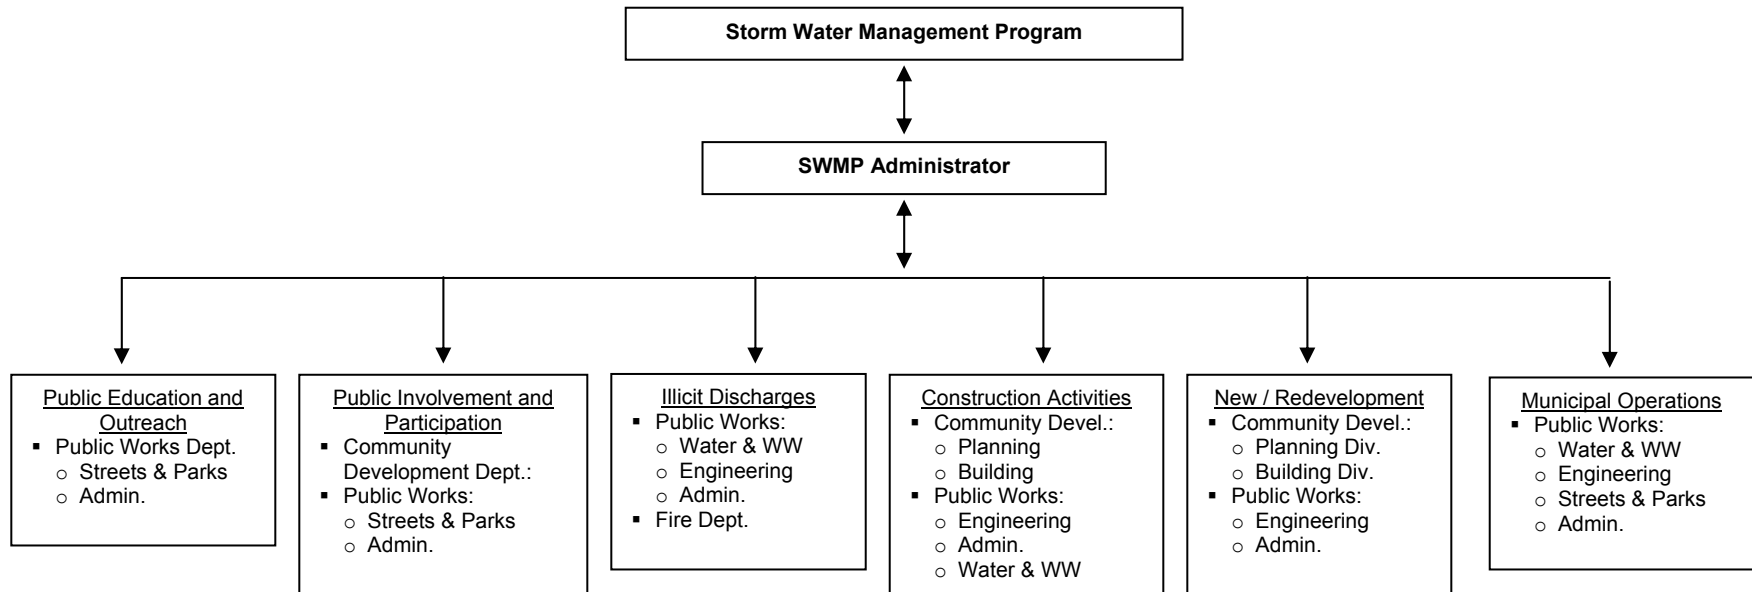 Storm Water Management Program
SWMP Administrator
Public Education and
Outreach
▪ Public Works Dept.
o Streets & Parks
o Admin.
Public Involvement and
Participation
▪ Community
Development Dept.:
▪ Public Works:
o Streets & Parks
o Admin.
Illicit Discharges
▪ Public Works:
o Water & WW
o Engineering
o Admin.
▪ Fire Dept.
Construction Activities
▪ Community Devel.:
o Planning
o Building
▪ Public Works:
o Engineering
o Admin.
o Water & WW
New / Redevelopment
▪ Community Devel.:
o Planning Div.
o Building Div.
▪ Public Works:
o Engineering
o Admin.
Municipal Operations
▪ Public Works:
o Water & WW
o Engineering
o Streets & Parks
o Admin.